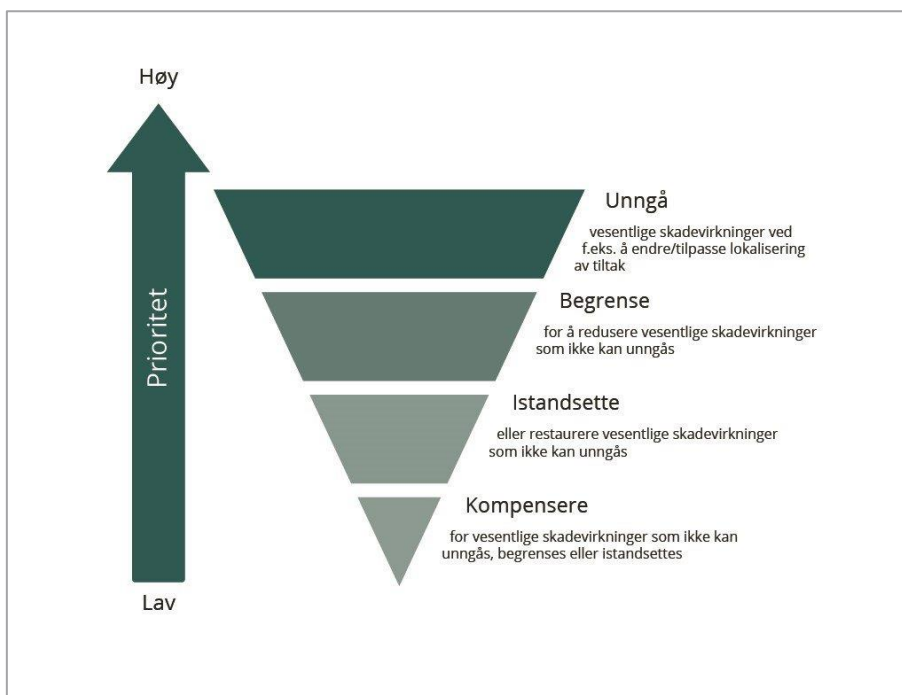 Høy
Prioritet
Unngå
vesentlige skadevirkninger ved
f.eks. å endre/tilpasse lokalisering
av tiltak
Begrense
for å redusere vesentlige skadevirkninger
som ikke kan unngås
Istandsette
eller restaurere vesentlige skadevirkninger
som ikke kan unngås
Kompensere
for vesentlige skadevirkninger som ikke kan
unngås, begrenses eller istandsettes
Lav